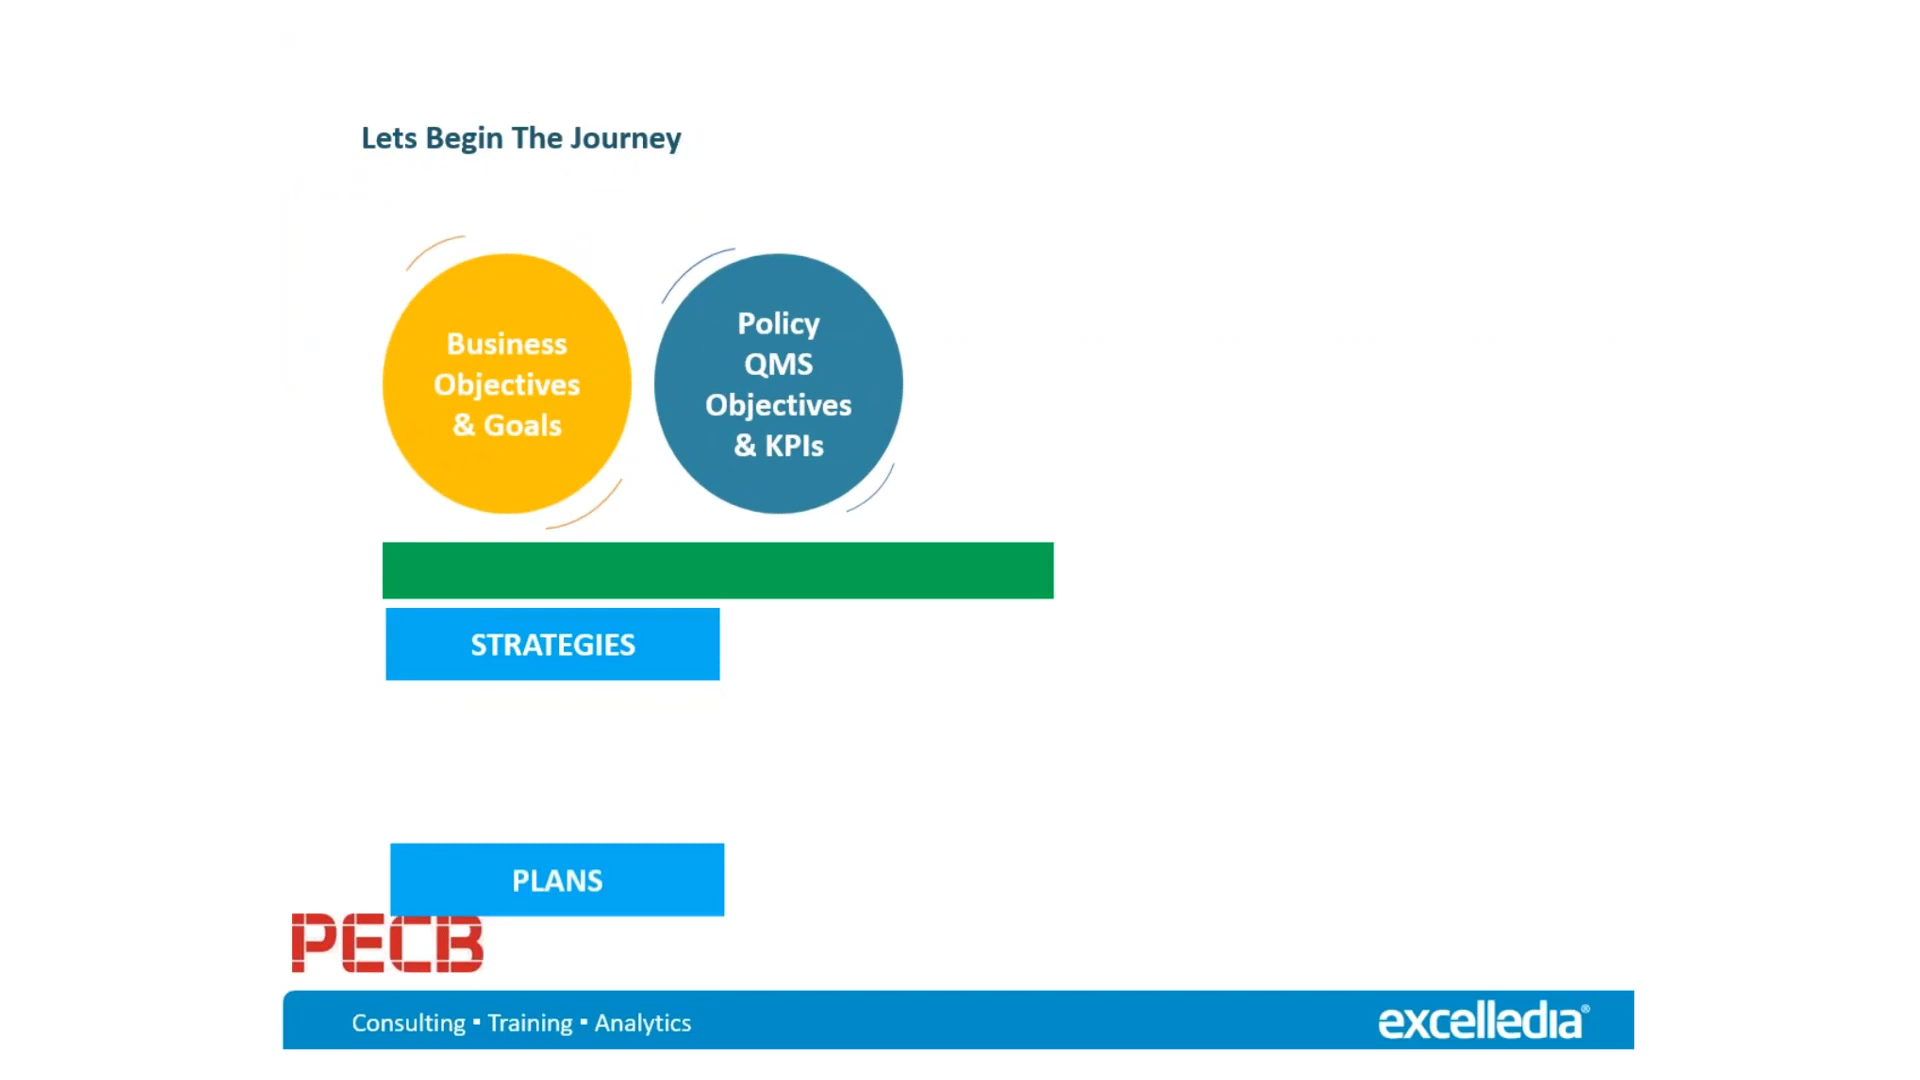 Lets Begin The Journey
Business
Objectives
& Goals
Policy
QMS
Objectives
& KPIs
STRATEGIES
PLANS
PECB
Consulting ▪ Training ▪ Analytics
excelledia®